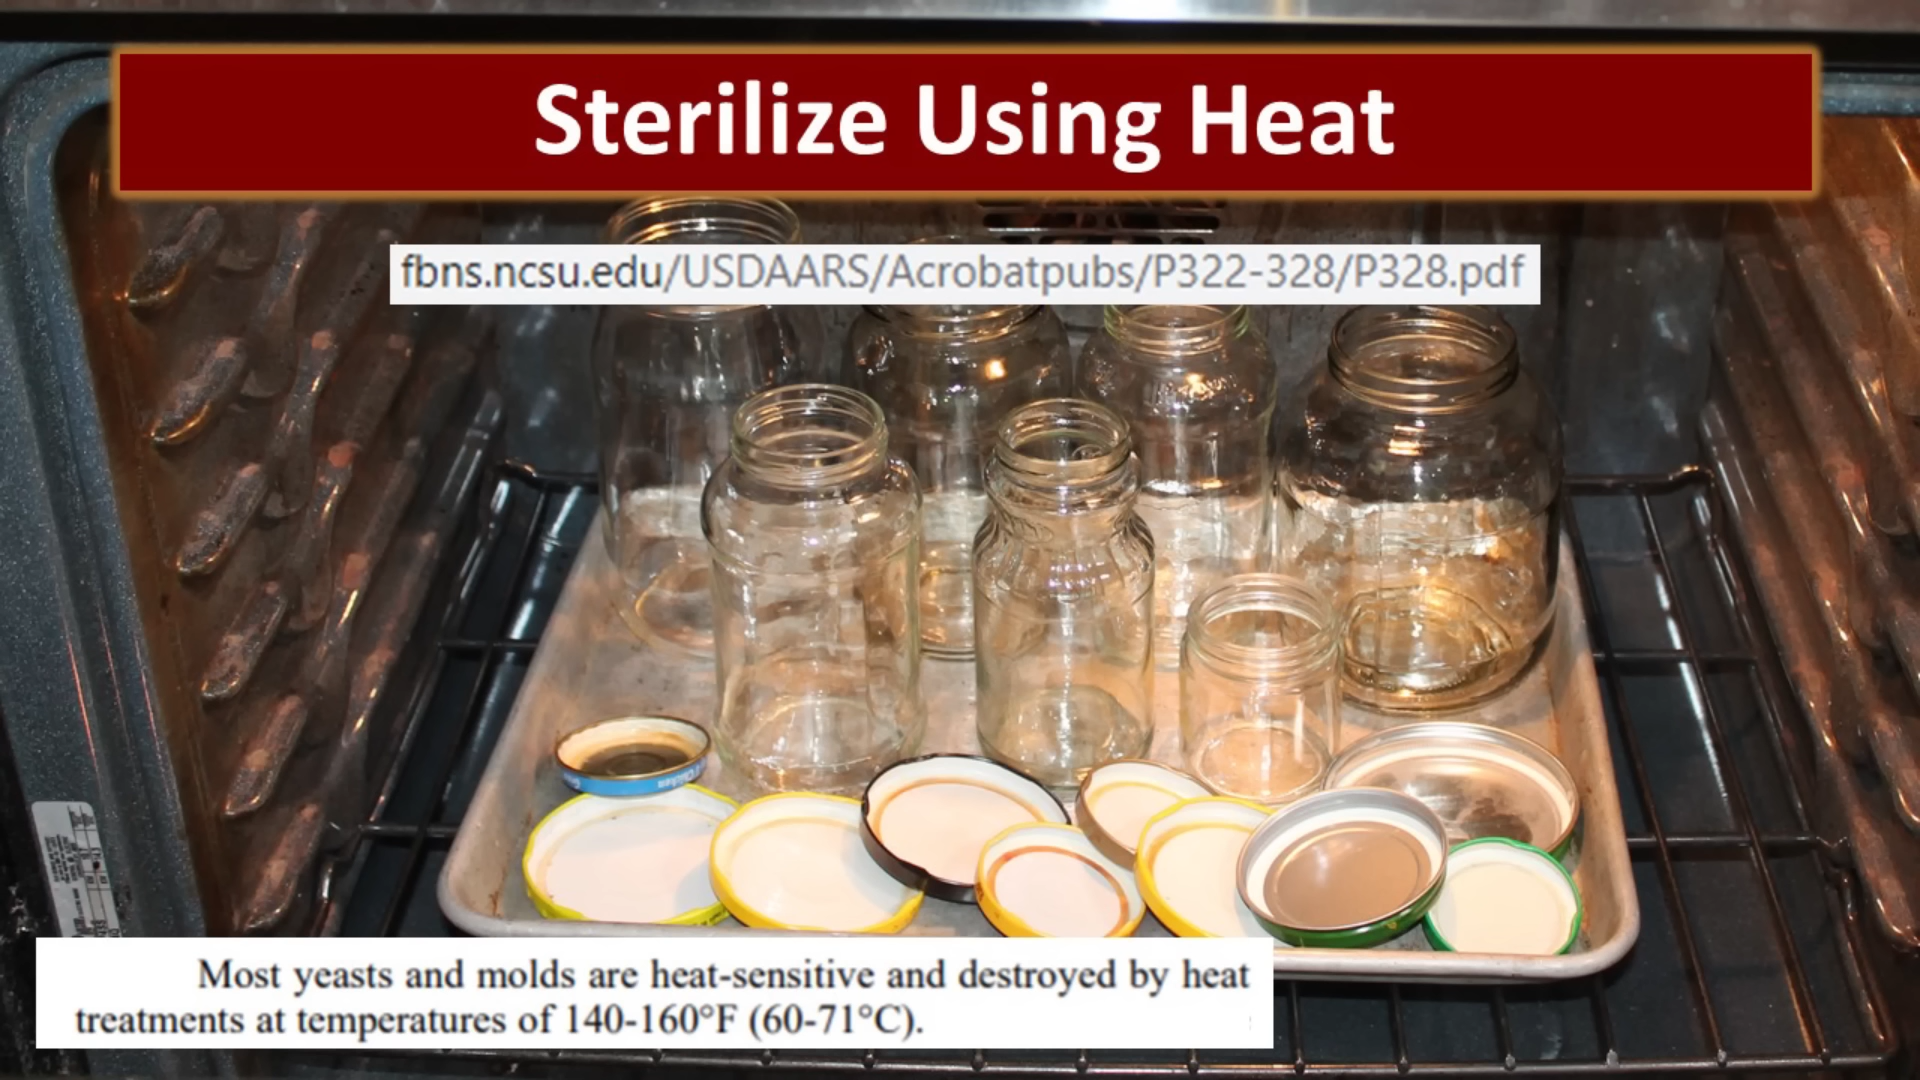 Sterilize Using Heat
fbns.ncsu.edu/USDAARS/Acrobatpubs/P322-328/P328.pdf
Most yeasts and molds are heat-sensitive and destroyed by heat
treatments at temperatures of 140-160°F (60-71°C).